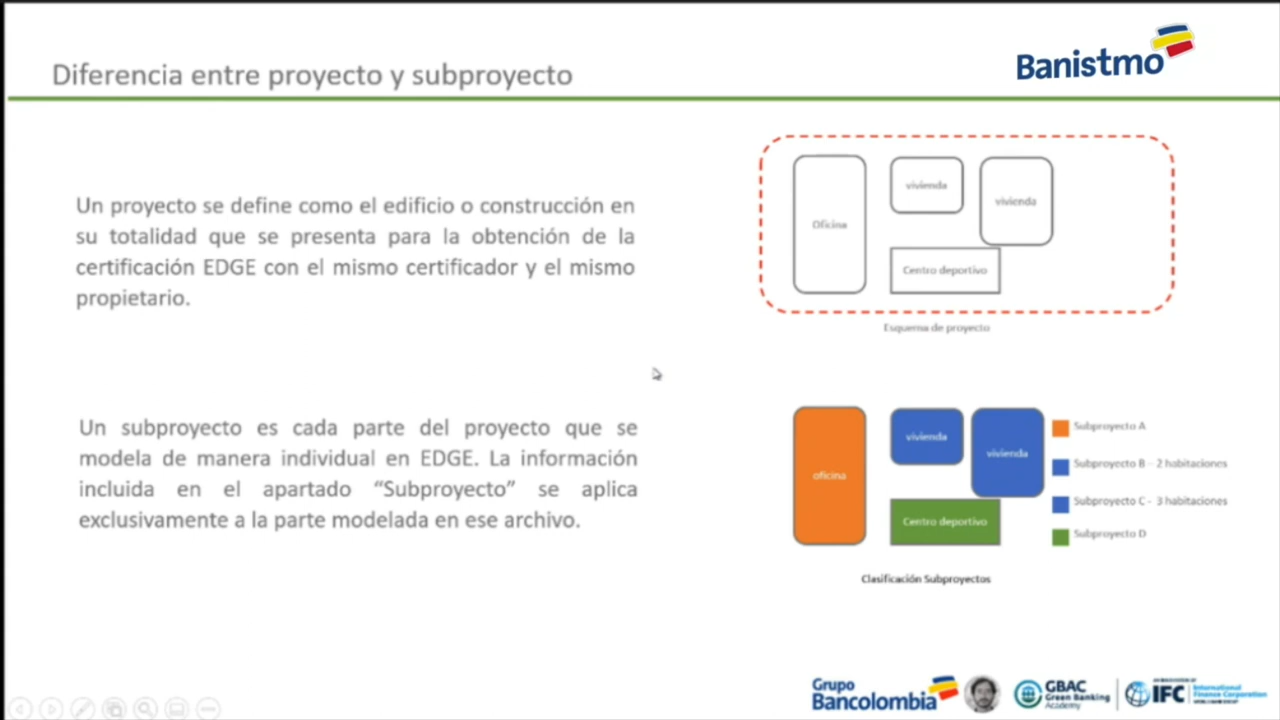 Diferencia entre proyecto y subproyecto
Banistmo
Un proyecto se define como el edificio o construcción en
su totalidad que se presenta para la obtención de la
certificación EDGE con el mismo certificador y el mismo
propietario.
Oficina
vivienda
vivienda
Centro deportivo
Esquema de proyecto
Un subproyecto es cada parte del proyecto que se
modela de manera individual en EDGE. La información
incluida en el apartado “Subproyecto” se aplica
exclusivamente a la parte modelada en ese archivo.
oficina
vivienda
vivienda
Centro deportivo
Subproyecto A
Subproyecto B - 2 habitaciones
Subproyecto C - 3 habitaciones
Subproyecto D
Clasificación Subproyectos
Grupo
Bancolombia
GBAC
Green Banking
Academy
IFC
International
Finance Corporation